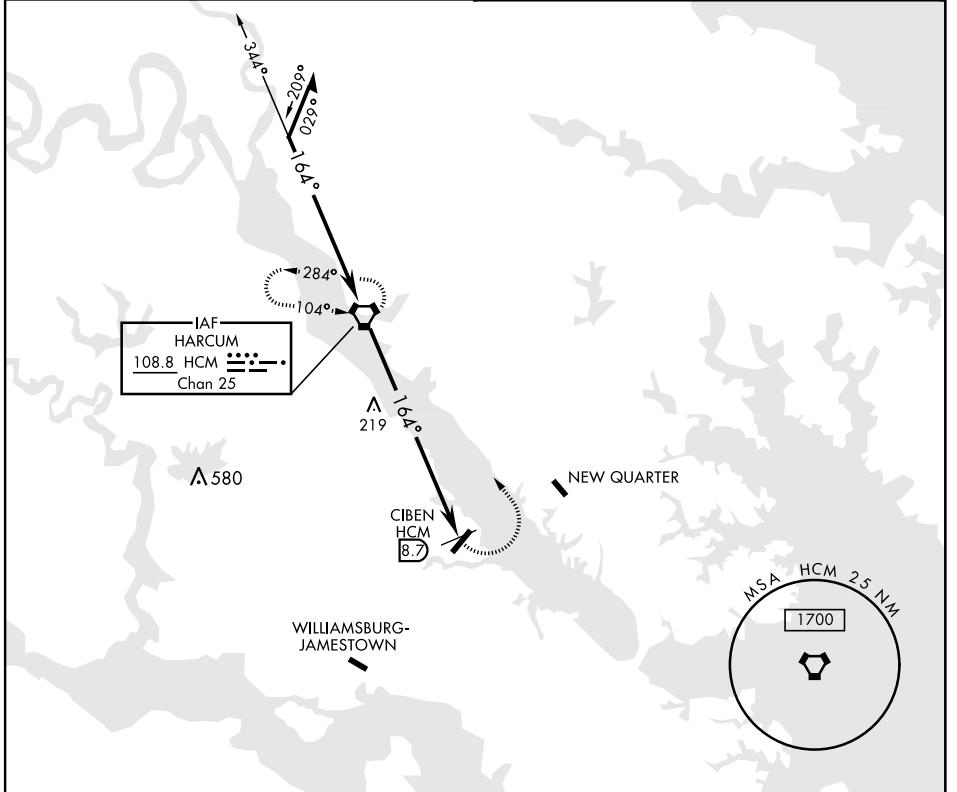 344°
209°
029°
164°
284°
104°
IAF
HARCUM
108.8 HCM
Chan 25
219
164°
580
NEW QUARTER
CIBEN
HCM
8.7
WILLIAMSBURG-
JAMESTOWN
MSA HCM 25 NM
1700